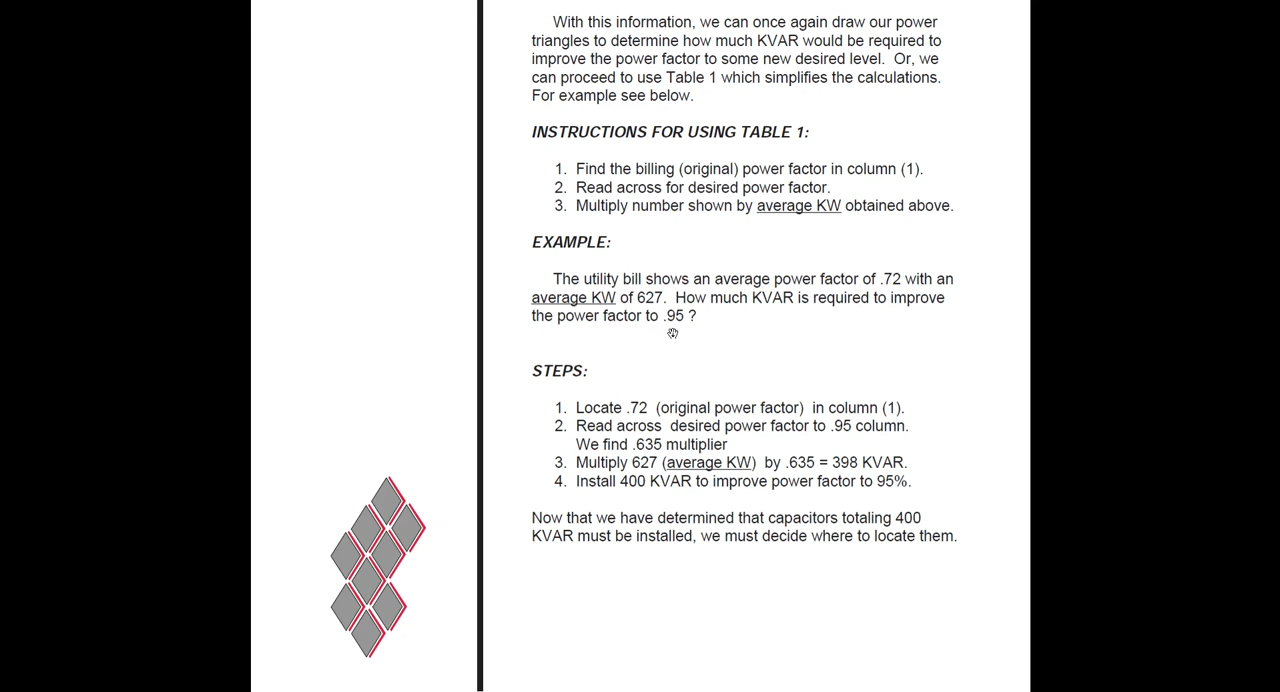 With this information, we can once again draw our power
triangles to determine how much KVAR would be required to
improve the power factor to some new desired level. Or, we
can proceed to use Table 1 which simplifies the calculations.
For example see below.
INSTRUCTIONS FOR USING TABLE 1:
1. Find the billing (original) power factor in column (1).
2. Read across for desired power factor.
3. Multiply number shown by average KW obtained above.
EXAMPLE:
The utility bill shows an average power factor of .72 with an
average KW of 627. How much KVAR is required to improve
the power factor to .95 ?
STEPS:
1. Locate .72 (original power factor) in column (1).
2. Read across desired power factor to .95 column.
We find .635 multiplier
3. Multiply 627 (average KW) by .635 = 398 KVAR.
4. Install 400 KVAR to improve power factor to 95%.
Now that we have determined that capacitors totaling 400
KVAR must be installed, we must decide where to locate them.